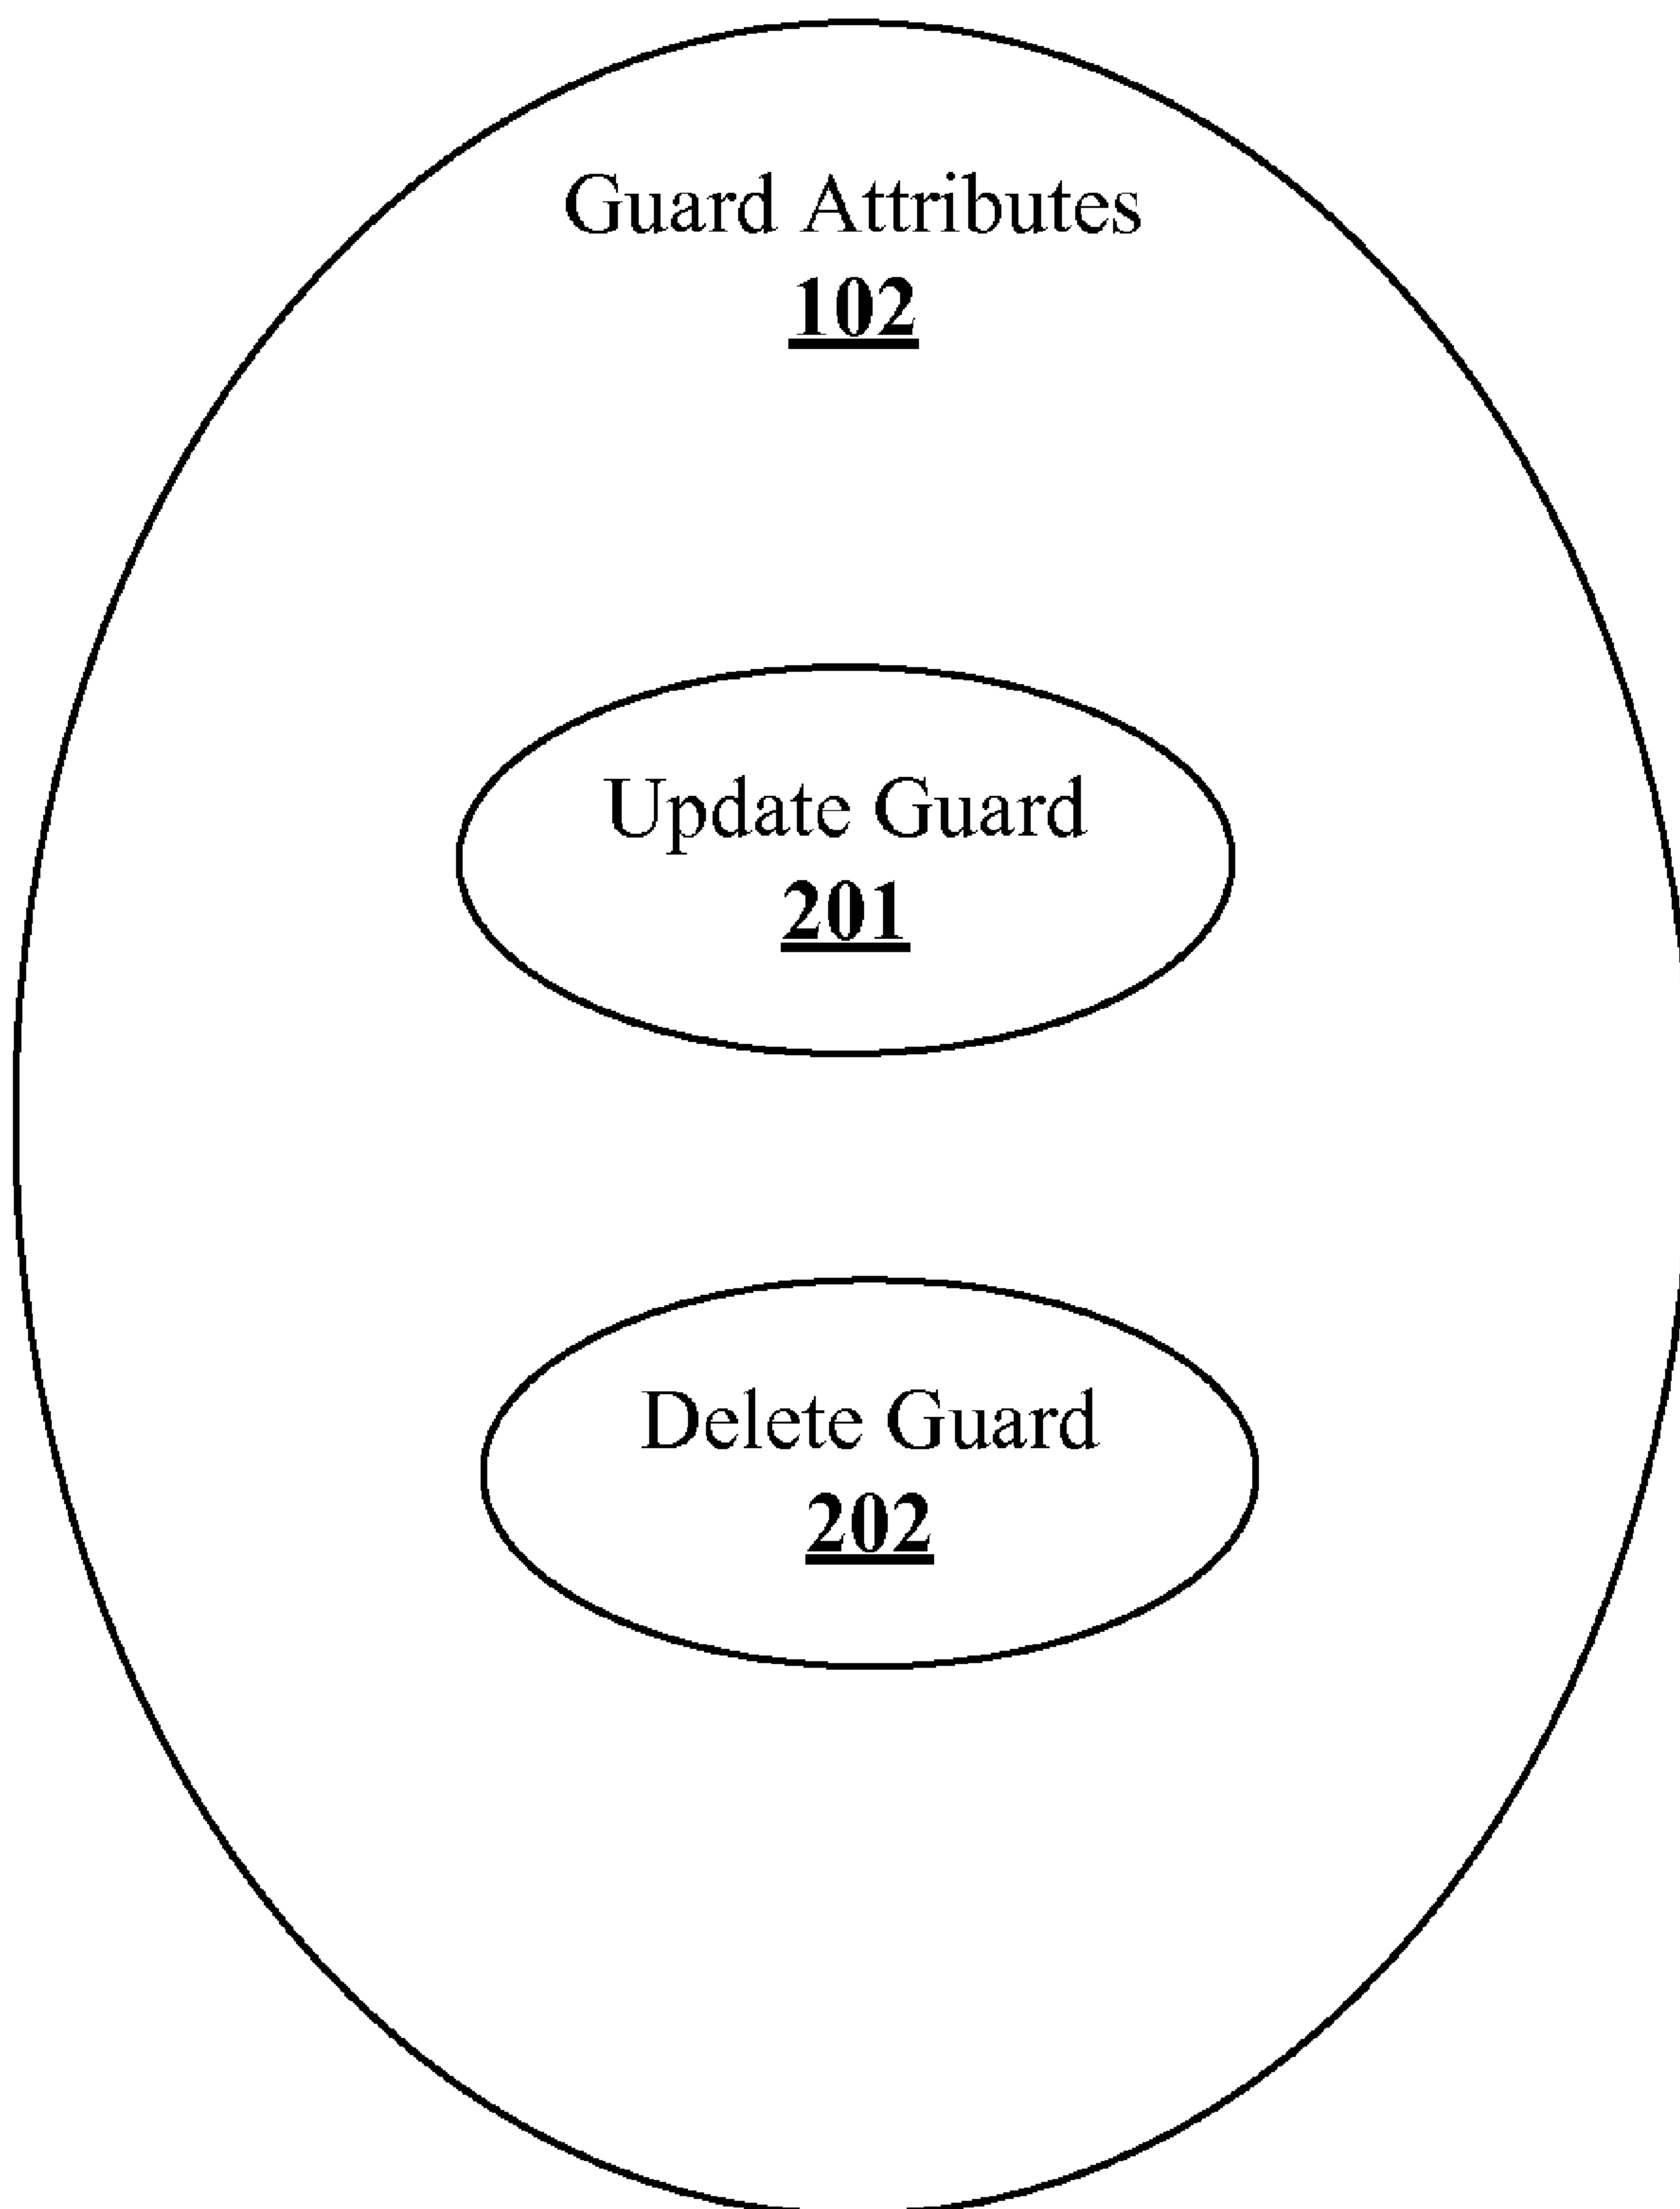 Guard Attributes
102
Update Guard
201
Delete Guard
202